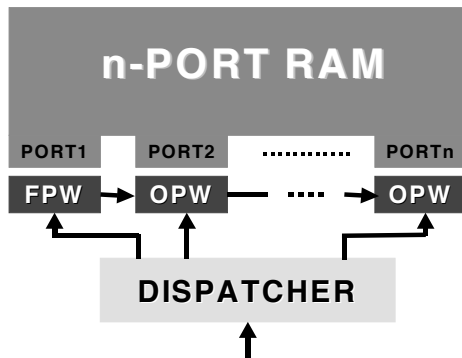 n-PORT RAM
PORT1 PORT2 ............ PORTn
FPW OPW .... OPW
DISPATCHER